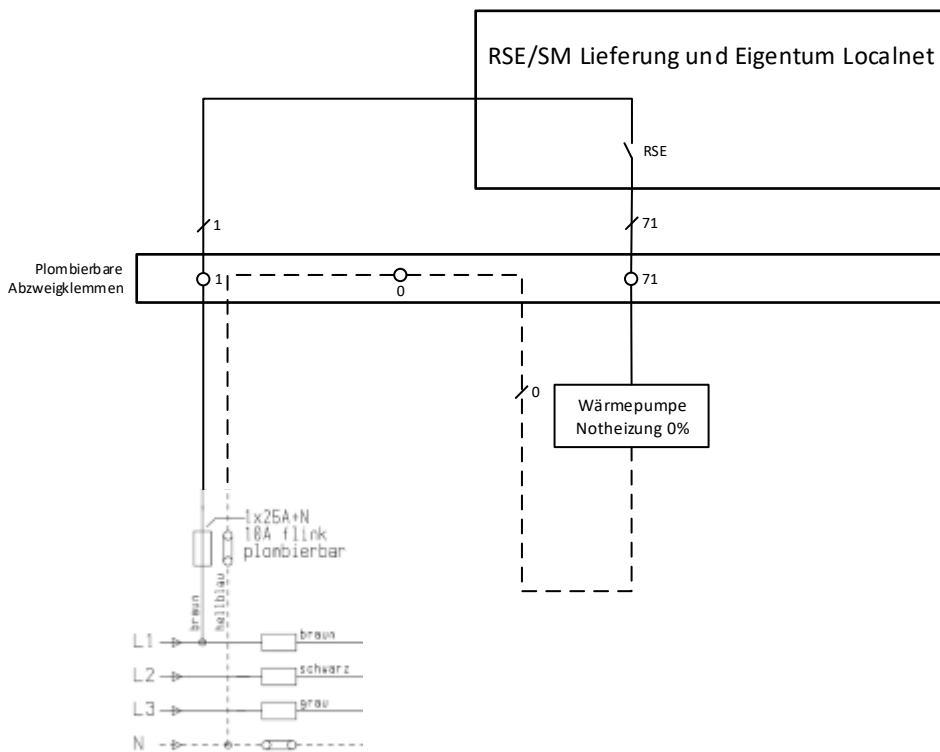 RSE/SM Lieferung und Eigentum Localnet
RSE
1
71
Plombierbare
Abzweigklemmen
1
0
71
0
Wärmepumpe
Notheizung 0%
1x25A+N
10A flink
plombierbar
braun
hellblau
L1
braun
L2
schwarz
L3
grau
N